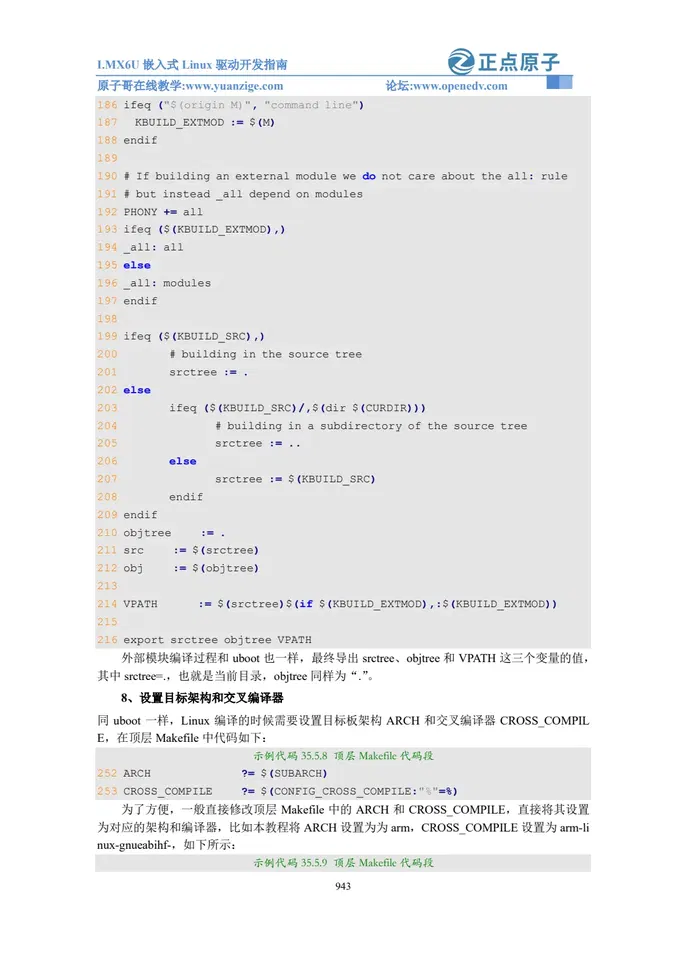 I.MX6U 嵌入式 Linux 驱动开发指南
正点原子
原子哥在线教学:www.yuanzige.com 论坛:www.openedv.com
186 ifeq ("$(origin M)", "command line")
187 KBUILD_EXTMOD := $(M)
188 endif
189
190 # If building an external module we do not care about the all: rule
191 # but instead _all depend on modules
192 PHONY += all
193 ifeq ($(KBUILD_EXTMOD),)
194 _all: all
195 else
196 _all: modules
197 endif
198
199 ifeq ($(KBUILD_SRC),)
200 # building in the source tree
201 srctree := .
202 else
203 ifeq ($(KBUILD_SRC)/,$(dir $(CURDIR)))
204 # building in a subdirectory of the source tree
205 srctree := ..
206 else
207 srctree := $(KBUILD_SRC)
208 endif
209 endif
210 objtree := .
211 src := $(srctree)
212 obj := $(objtree)
213
214 VPATH := $(srctree)$(if $(KBUILD_EXTMOD),:$(KBUILD_EXTMOD))
215
216 export srctree objtree VPATH
外部模块编译过程和 uboot 也一样，最终导出 srctree、objtree 和 VPATH 这三个变量的值，
其中 srctree=.，也就是当前目录，objtree 同样为“.”。
8、设置目标架构和交叉编译器
同 uboot 一样，Linux 编译的时候需要设置目标板架构 ARCH 和交叉编译器 CROSS_COMPIL
E，在顶层 Makefile 中代码如下：
示例代码 35.5.8 顶层 Makefile 代码段
252 ARCH ?= $(SUBARCH)
253 CROSS_COMPILE ?= $(CONFIG_CROSS_COMPILE:"%"=%)
为了方便，一般直接修改顶层 Makefile 中的 ARCH 和 CROSS_COMPILE，直接将其设置
为对应的架构和编译器，比如本教程将 ARCH 设置为为 arm，CROSS_COMPILE 设置为 arm-li
nux-gnueabihf-，如下所示：
示例代码 35.5.9 顶层 Makefile 代码段
943